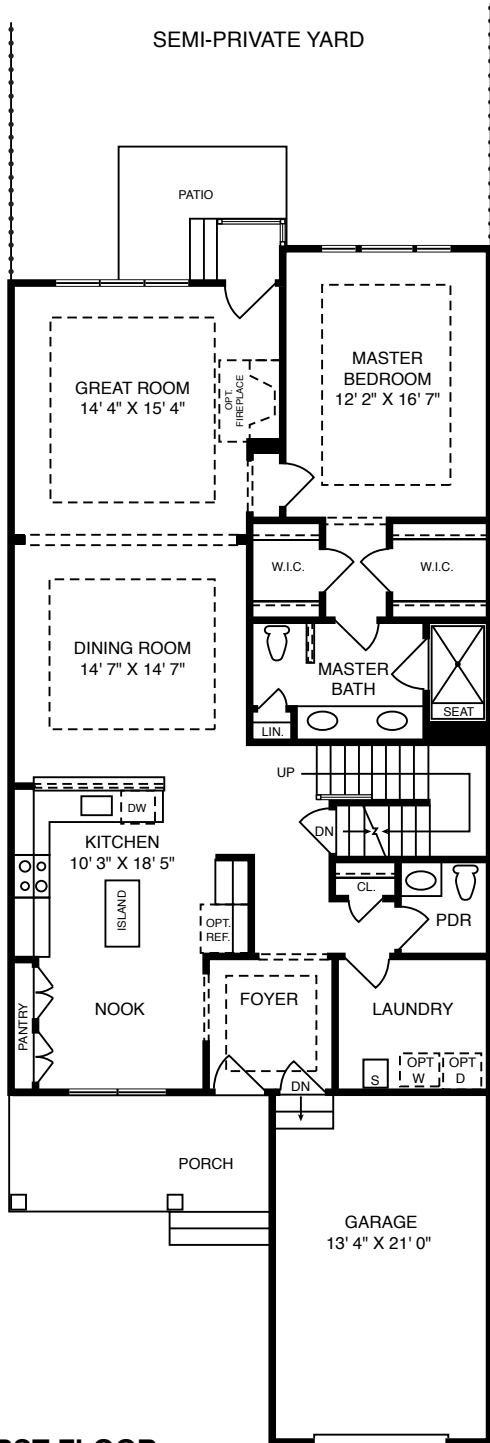 SEMI-PRIVATE YARD
PATIO
GREAT ROOM
14' 4" X 15' 4"
OPT.
FIREPLACE
MASTER
BEDROOM
12' 2" X 16' 7"
W.I.C.
W.I.C.
DINING ROOM
14' 7" X 14' 7"
MASTER
BATH
LIN.
SEAT
UP
DN
DW
KITCHEN
10' 3" X 18' 5"
ISLAND
OPT.
REF.
CL.
PDR
PANTRY
NOOK
FOYER
LAUNDRY
S
OPT
W
OPT
D
DN
PORCH
GARAGE
13' 4" X 21' 0"